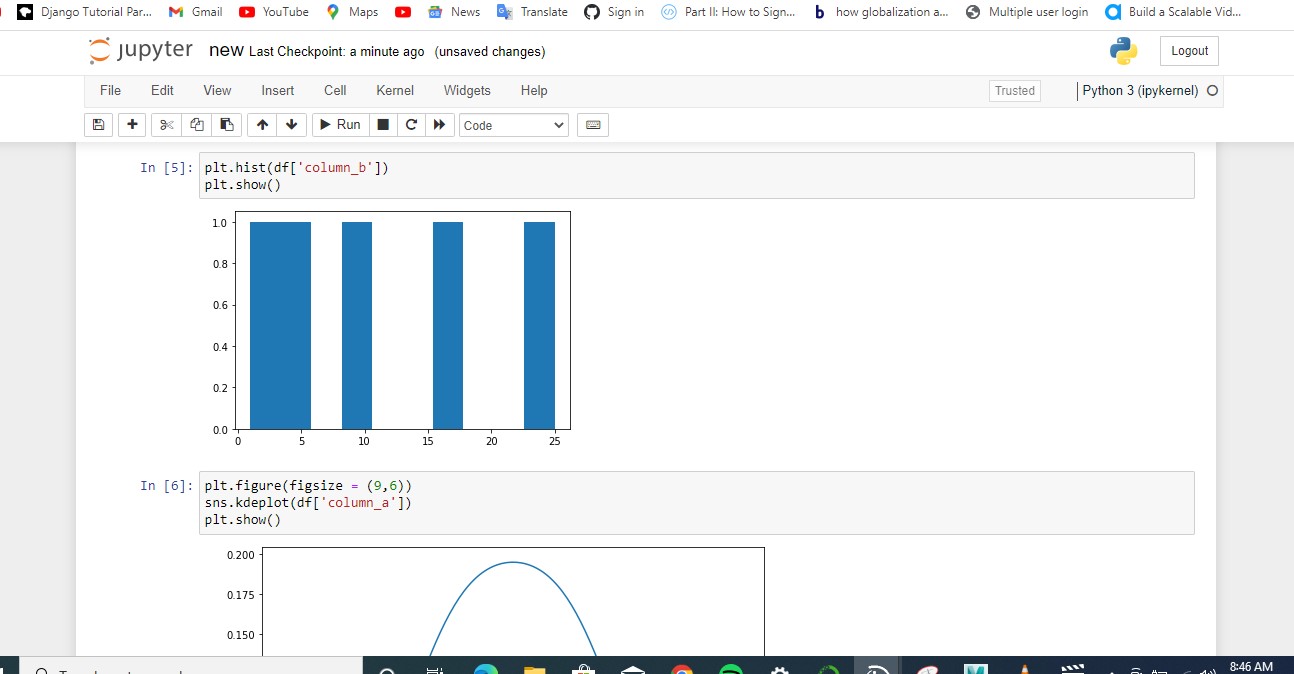 Django Tutorial Par... Gmail YouTube Maps News Translate Sign in Part II: How to Sign... b how globalization a... Multiple user login Build a Scalable Vid...
jupyter new Last Checkpoint: a minute ago (unsaved changes) Logout
File Edit View Insert Cell Kernel Widgets Help Trusted Python 3 (ipykernel)
Run Code
In [5]: plt.hist(df['column_b'])
plt.show()
1.0
0.8
0.6
0.4
0.2
0.0
0 5 10 15 20 25
In [6]: plt.figure(figsize = (9,6))
sns.kdeplot(df['column_a'])
plt.show()
0.200
0.175
0.150
8:46 AM